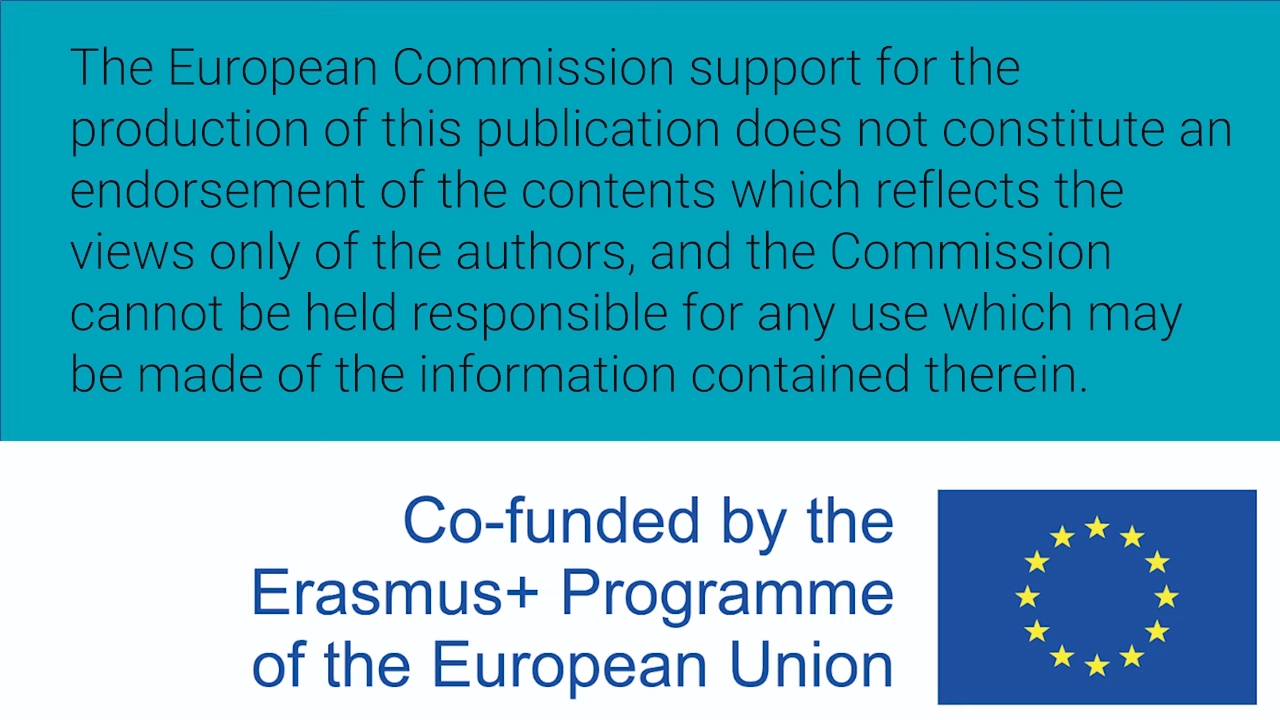 The European Commission support for the
production of this publication does not constitute an
endorsement of the contents which reflects the
views only of the authors, and the Commission
cannot be held responsible for any use which may
be made of the information contained therein.
Co-funded by the
Erasmus+ Programme
of the European Union